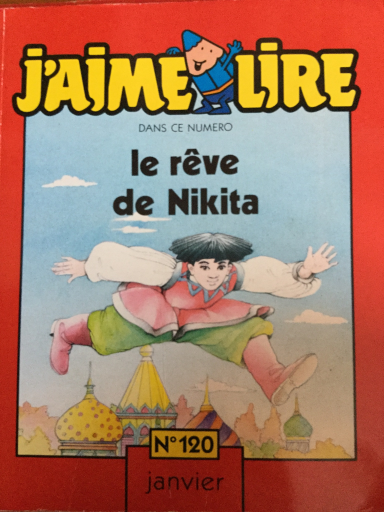 J'AIME LIRE
DANS CE NUMERO
le rêve
de Nikita
N°120
janvier